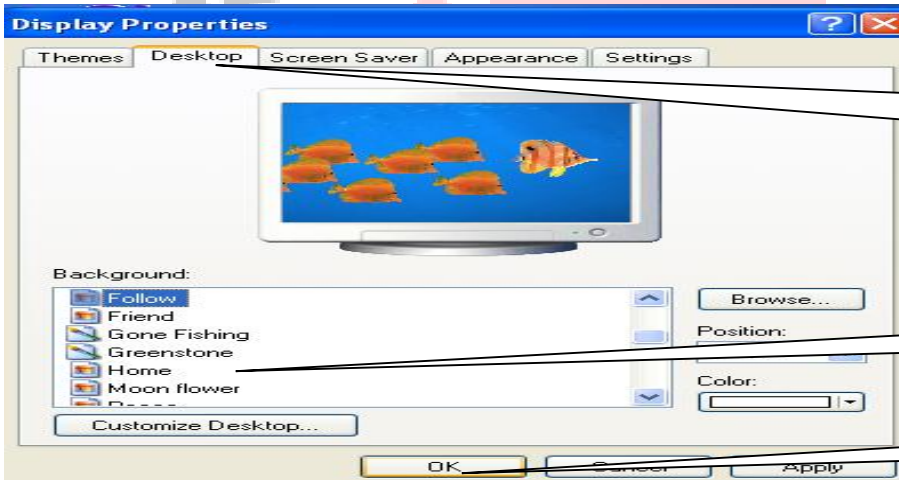 Display Properties
Themes Desktop Screen Saver Appearance Settings
Background:
Follow
Friend
Gone Fishing
Greenstone
Home
Moon flower
Browse...
Position:
Color:
Customize Desktop...
OK Cancel Apply